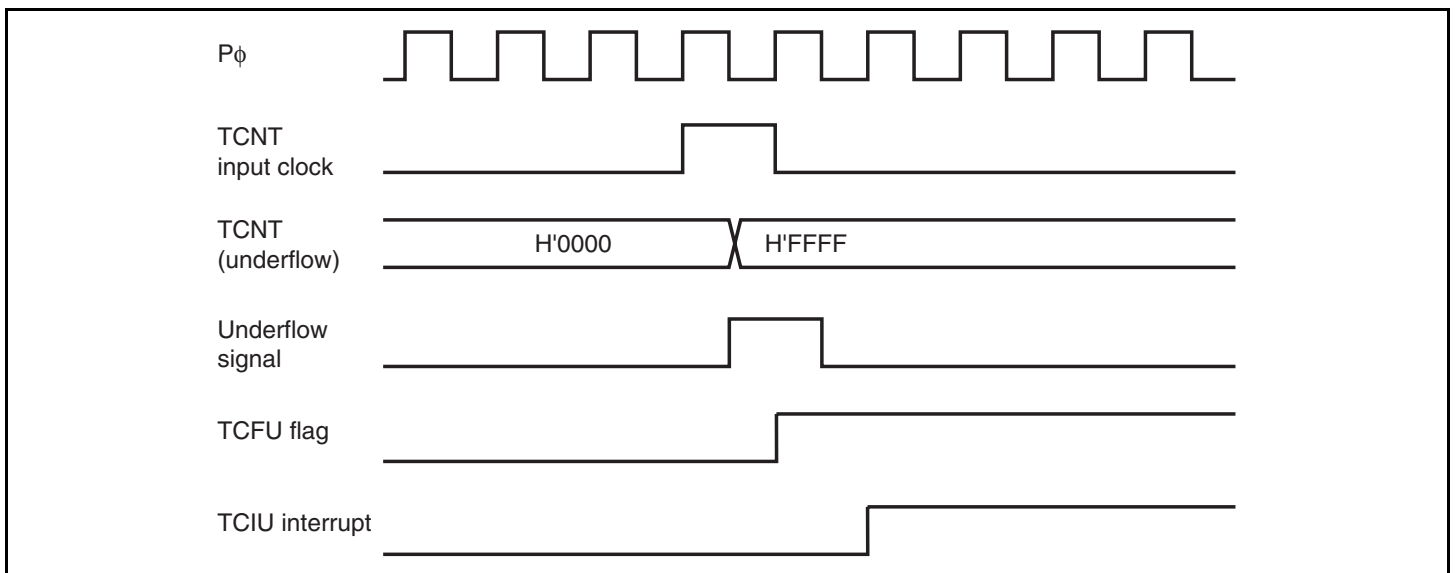 Pϕ
TCNT
input clock
TCNT
(underflow)
H'0000
H'FFFF
Underflow
signal
TCFU flag
TCIU interrupt